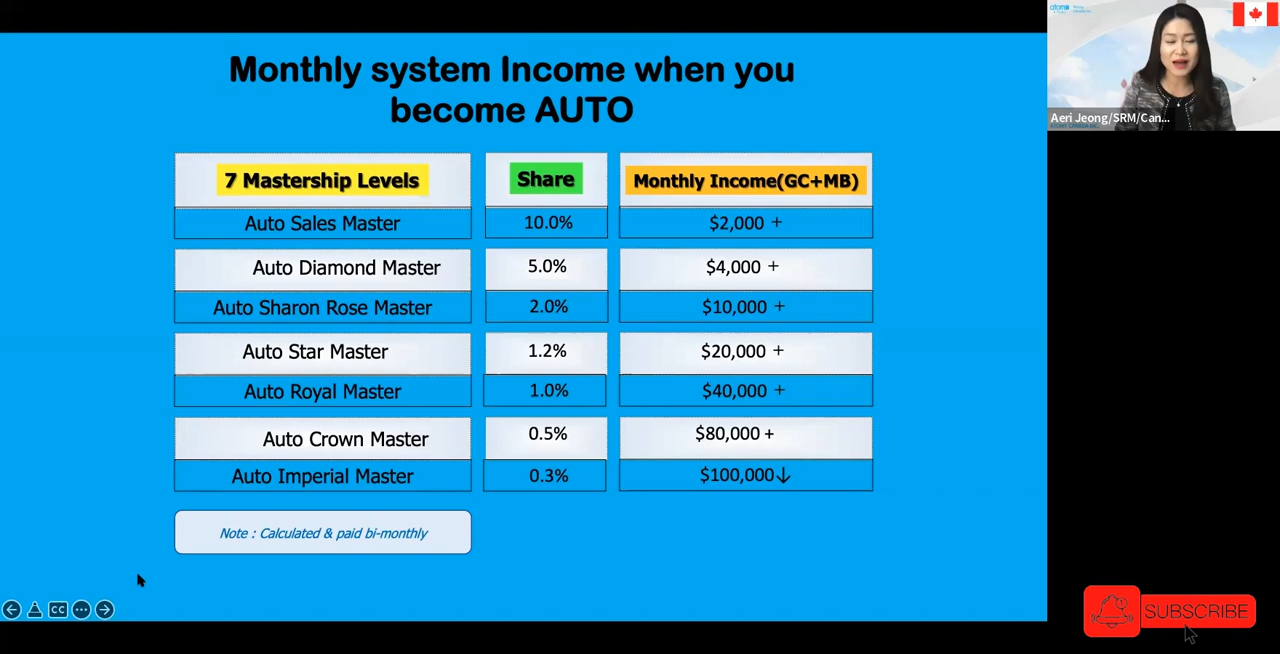 Monthly system Income when you
become AUTO
7 Mastership Levels Share Monthly Income(GC+MB)
Auto Sales Master 10.0% $2,000 +
Auto Diamond Master 5.0% $4,000 +
Auto Sharon Rose Master 2.0% $10,000 +
Auto Star Master 1.2% $20,000 +
Auto Royal Master 1.0% $40,000 +
Auto Crown Master 0.5% $80,000 +
Auto Imperial Master 0.3% $100,000↓
Note : Calculated & paid bi-monthly
CC
Aeri Jeong/SRM/Can...
SUBSCRIBE